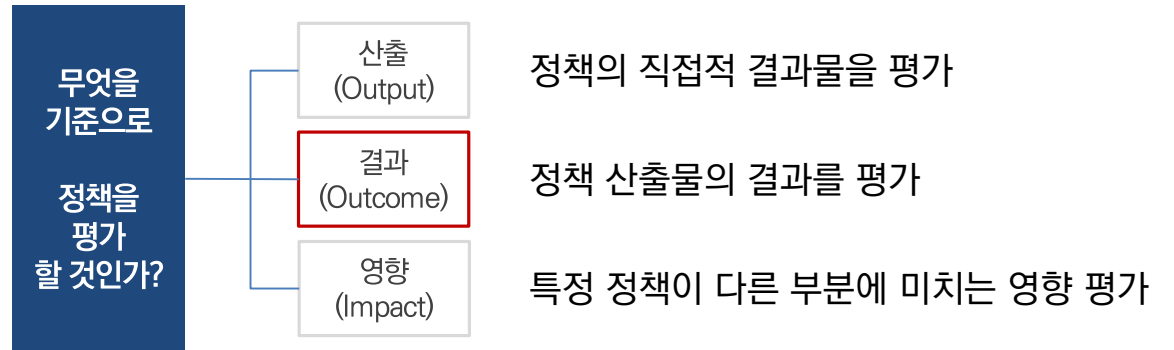 무엇을
기준으로
정책을
평가
할 것인가?
산출
(Output)
정책의 직접적 결과물을 평가
결과
(Outcome)
정책 산출물의 결과를 평가
영향
(Impact)
특정 정책이 다른 부분에 미치는 영향 평가